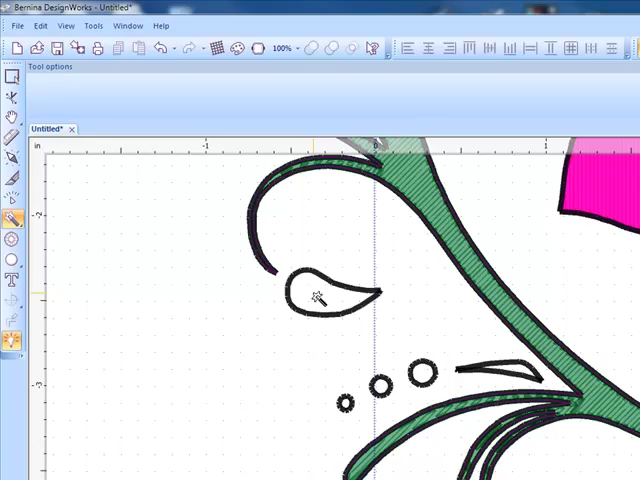 Bernina DesignWorks - Untitled*
File Edit View Tools Window Help
100%
Tool options
Untitled* x
in -1 0 1
-2
-3